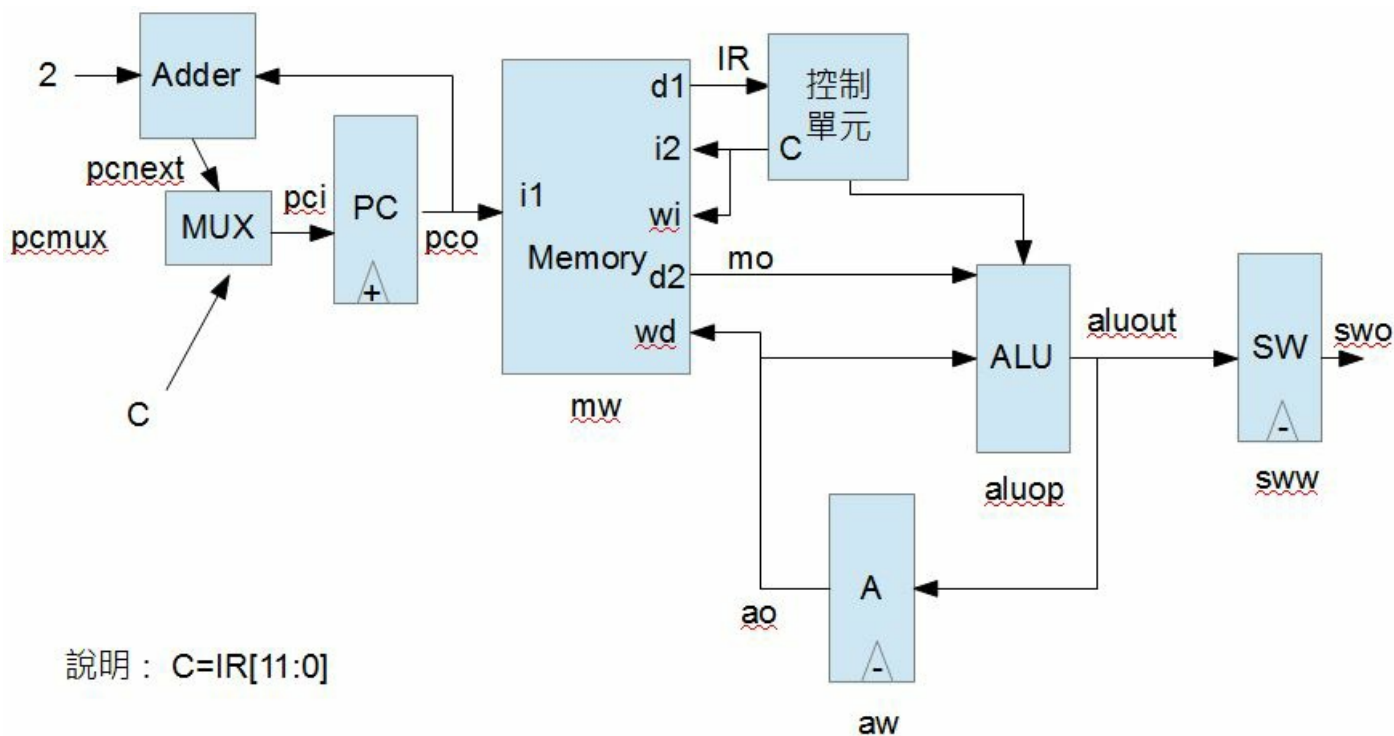 2
Adder
pcnext
pcmux
MUX
C
pci
PC
+
pco
i1
Memory
d1
i2
wi
d2
wd
mw
IR
控制
單元
C
mo
ALU
aluop
aluout
SW
-
sww
swo
ao
A
-
aw
說明： C=IR[11:0]